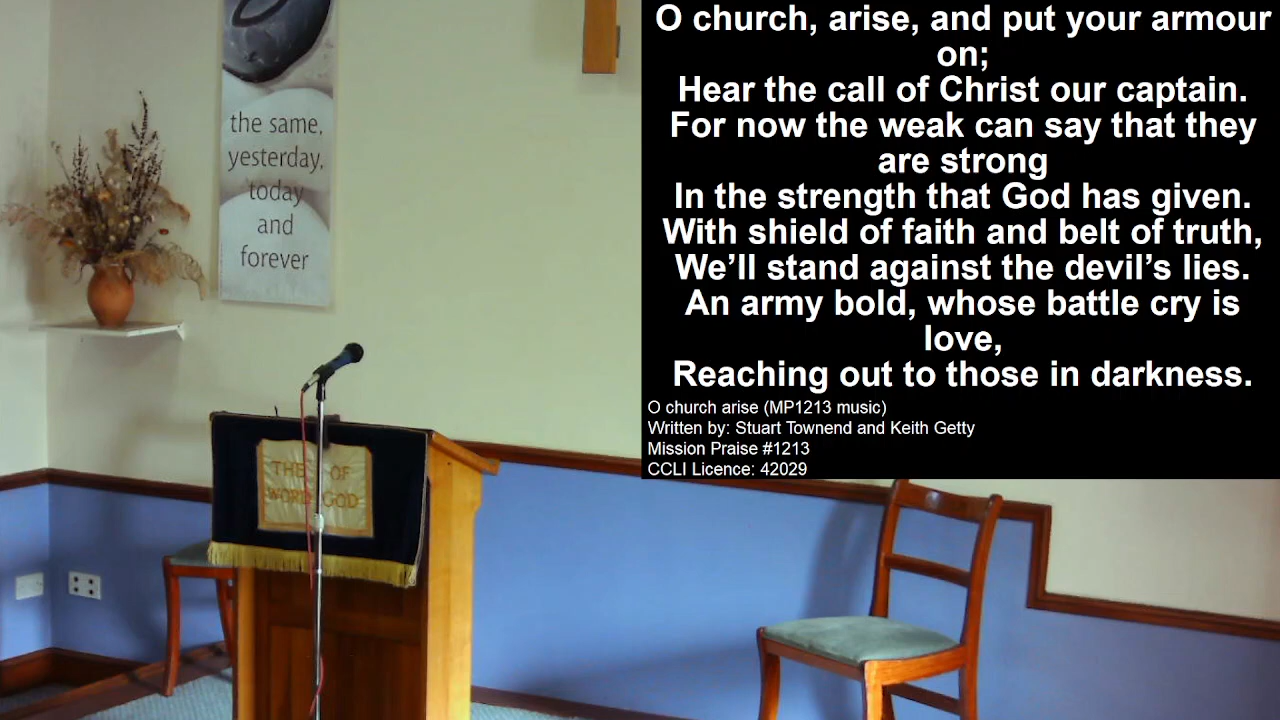 the same,
yesterday,
today
and
forever
THE WORD OF GOD
O church, arise, and put your armour
on;
Hear the call of Christ our captain.
For now the weak can say that they
are strong
In the strength that God has given.
With shield of faith and belt of truth,
We’ll stand against the devil’s lies.
An army bold, whose battle cry is
love,
Reaching out to those in darkness.
O church arise (MP1213 music)
Written by: Stuart Townend and Keith Getty
Mission Praise #1213
CCLI Licence: 42029